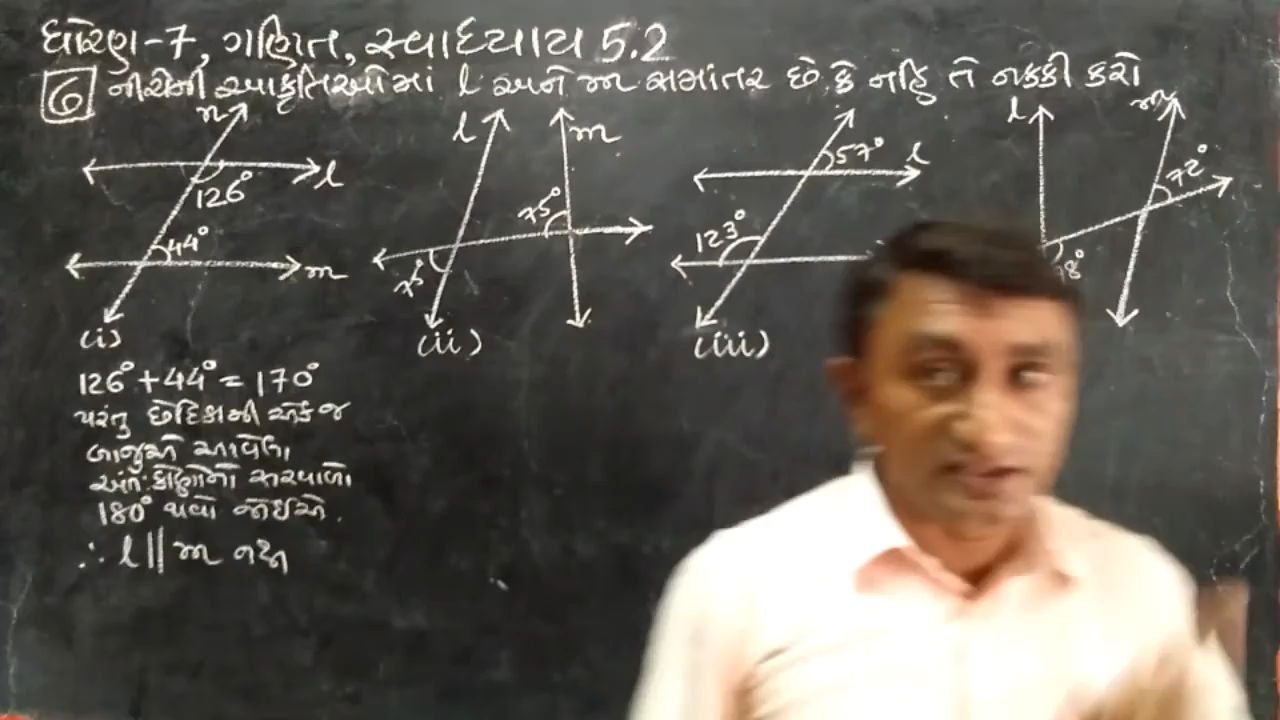 ધોરણ-7, ગણિત, સ્વાધ્યાય 5.2
6 નીચેની આકૃતિઓમાં l અને m સમાંતર છે કે નહિ તે નક્કી કરો
n
l
126°
44°
m
(i)
l
m
75°
75°
(ii)
57°
l
123°
(iii)
l
m
72°
8°
126° + 44° = 170°
પરંતુ છેદિકાની એક જ
બાજુએ આવેલા
અંતઃકોણોનો સરવાળો
180° થવો જોઈએ.
∴ l || m નથી